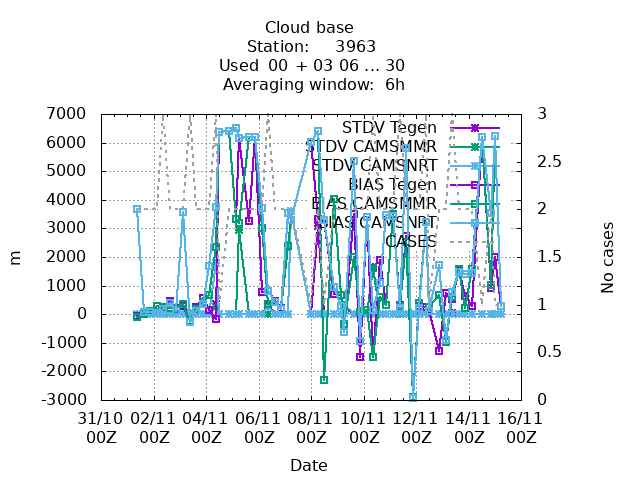 Cloud base
Station: 3963
Used 00 + 03 06 ... 30
Averaging window: 6h
7000
6000
5000
4000
3000
2000
1000
0
-1000
-2000
-3000
m
3
2.5
2
1.5
1
0.5
0
No cases
STDV Tegen
STDV CAMSMMR
STDV CAMSNRT
BIAS Tegen
BIAS CAMSMMR
BIAS CAMSNRT
CASES
31/10 02/11 04/11 06/11 08/11 10/11 12/11 14/11 16/11
00Z 00Z 00Z 00Z 00Z 00Z 00Z 00Z 00Z
Date